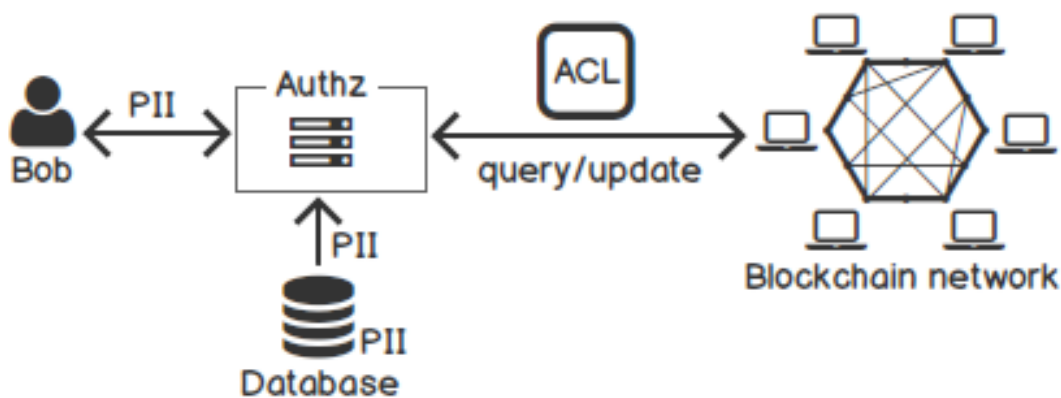 Authz
ACL
PII
Bob
query/update
PII
PII
Database
Blockchain network